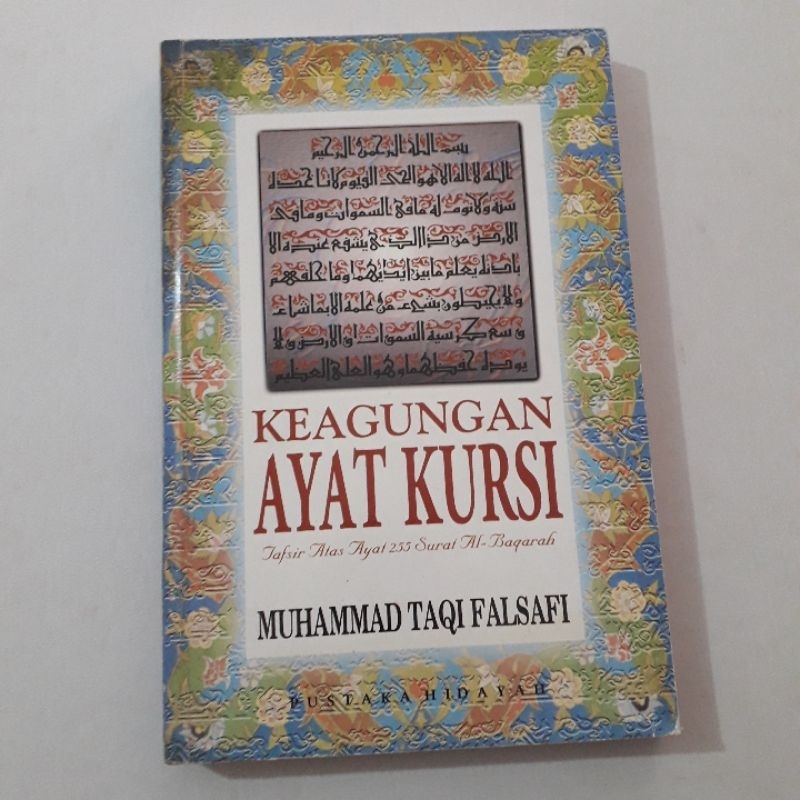 بسم الله الرحمن الرحيم
الله لا اله الا هو الحي القيوم لا تا خذه
سنة ولا نوم له ما في السموات وما في
الارض من ذا الذي يشفع عنده الا
باذنه يعلم ما بين ايديهم وما خلفهم
ولا يحيطون بشيء من علمه الا بما شاء
وسع كرسيه السموات والارض ولا
يوده حفظهما وهو العلي العظيم
KEAGUNGAN
AYAT KURSI
Tafsir Atas Ayat 255 Surat Al-Baqarah
MUHAMMAD TAQI FALSAFI
PUSTAKA HIDAYAH